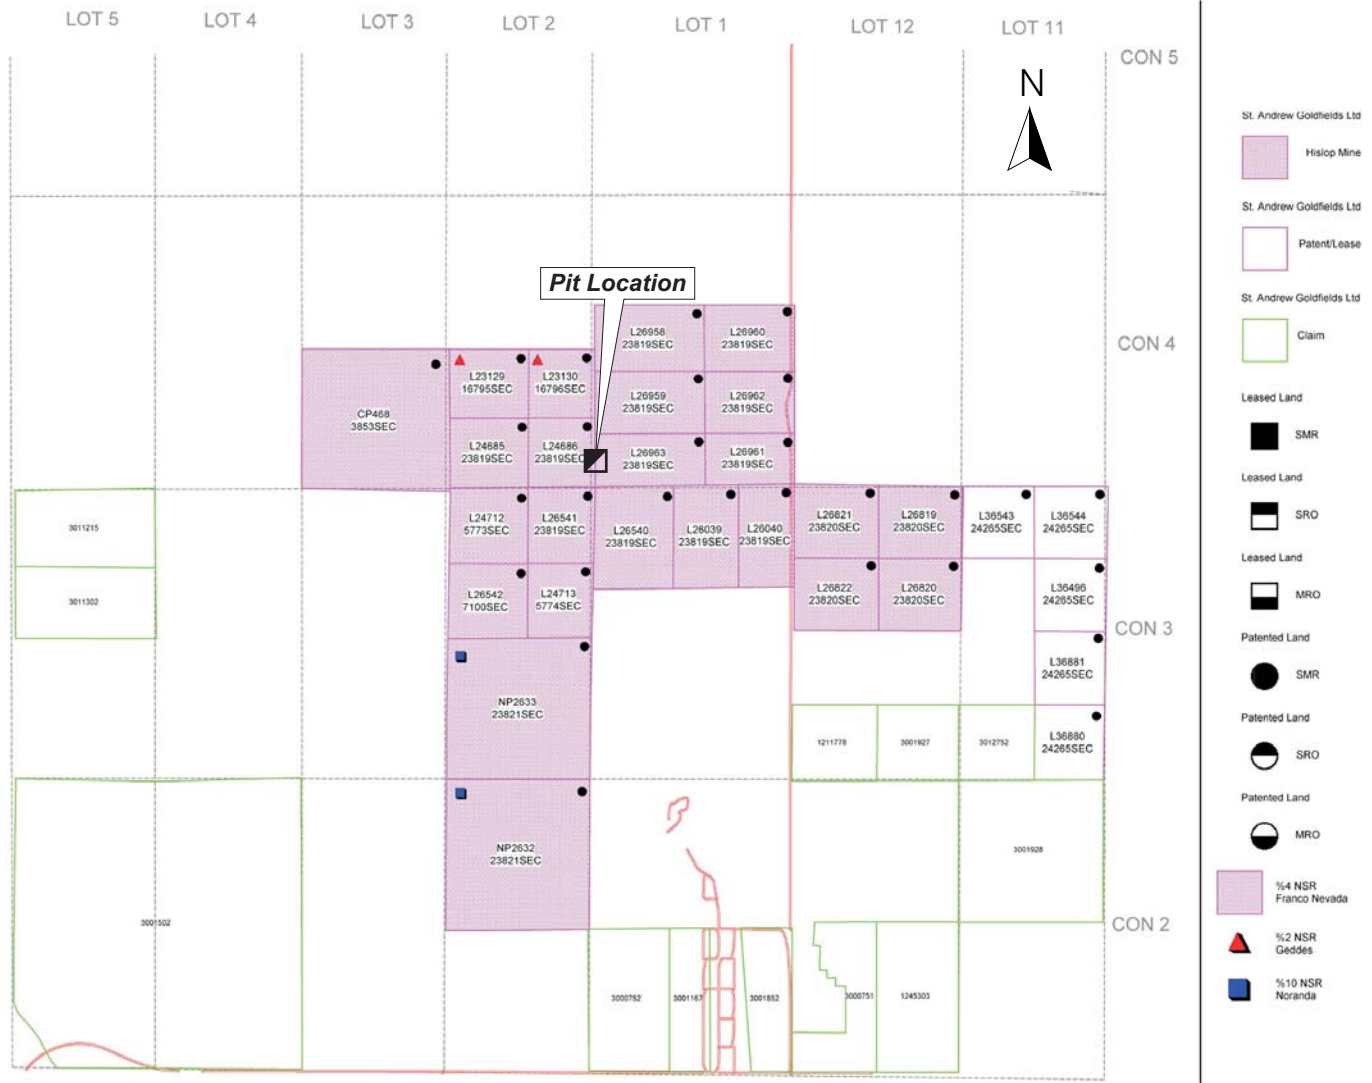 LOT 5
LOT 4
LOT 3
LOT 2
LOT 1
LOT 12
LOT 11
CON 5
N
Pit Location
L26958
23819SEC
L26960
23819SEC
CON 4
L23129
16795SEC
L23130
16796SEC
L26959
23819SEC
L26962
23819SEC
CP468
3853SEC
L24685
23819SEC
L24686
23819SEC
L26963
23819SEC
L26961
23819SEC
3011215
L24712
5773SEC
L26541
23819SEC
L26540
23819SEC
L26039
23819SEC
L26040
23819SEC
L26821
23820SEC
L26819
23820SEC
L36543
24265SEC
L36544
24265SEC
3011302
L26542
7100SEC
L24713
5774SEC
L26822
23820SEC
L26820
23820SEC
L36496
24265SEC
CON 3
L36881
24265SEC
NP2633
23821SEC
1211778
3001927
3012752
L36880
24265SEC
NP2632
23821SEC
3001928
3001502
CON 2
3000762
3001167
3001852
3000751
1245303
St. Andrew Goldfields Ltd
Hislop Mine
St. Andrew Goldfields Ltd
Patent/Lease
St. Andrew Goldfields Ltd
Claim
Leased Land
SMR
Leased Land
SRO
Leased Land
MRO
Patented Land
SMR
Patented Land
SRO
Patented Land
MRO
%4 NSR
Franco Nevada
%2 NSR
Geddes
%10 NSR
Noranda